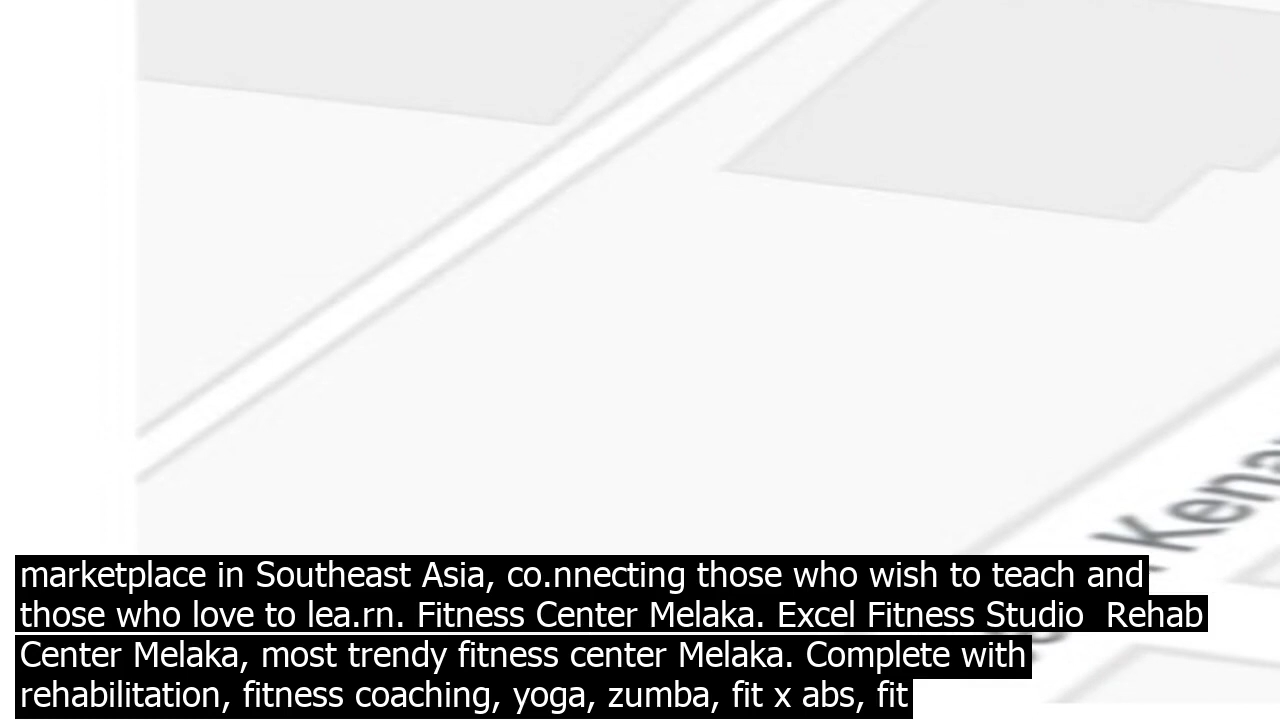 Kena
marketplace in Southeast Asia, co.nnecting those who wish to teach and
those who love to lea.rn. Fitness Center Melaka. Excel Fitness Studio  Rehab
Center Melaka, most trendy fitness center Melaka. Complete with
rehabilitation, fitness coaching, yoga, zumba, fit x abs, fit